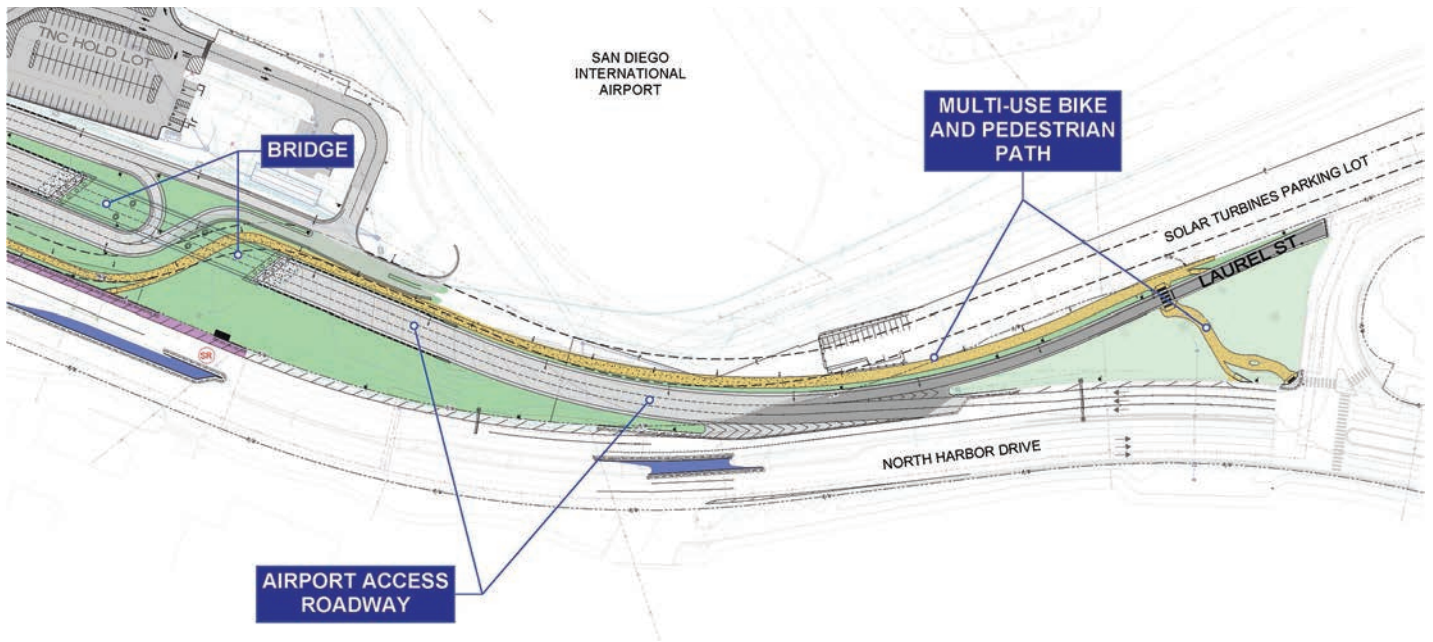 TNC HOLD LOT
SAN DIEGO
INTERNATIONAL
AIRPORT
MULTI-USE BIKE
AND PEDESTRIAN
PATH
BRIDGE
SOLAR TURBINES PARKING LOT
LAUREL ST.
SR
NORTH HARBOR DRIVE
AIRPORT ACCESS
ROADWAY